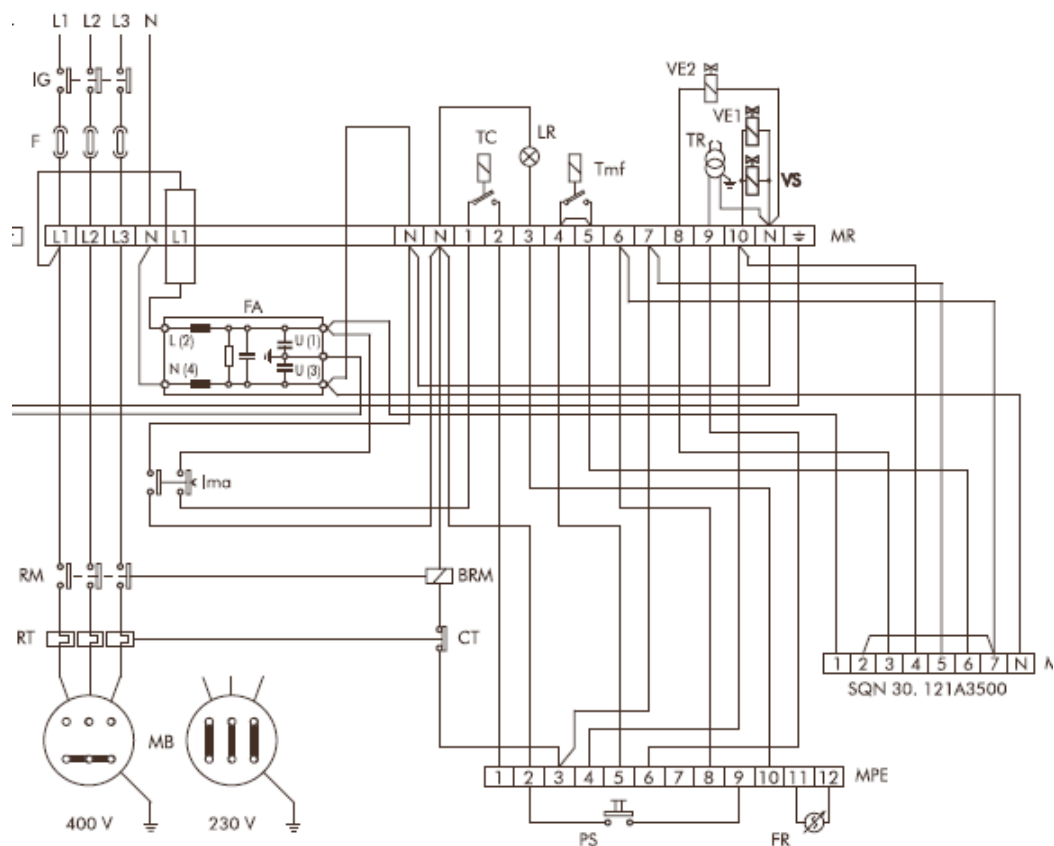 L1 L2 L3 N
IG
F
VE2
VE1
TR
VS
TC
LR
Tmf
L1 L2 L3 N L1 N N 1 2 3 4 5 6 7 8 9 10 N MR
FA
L (2) U (1)
N (4) U (3)
Ima
RM BRM
RT CT
1 2 3 4 5 6 7 N M
SQN 30. 121A3500
MB
1 2 3 4 5 6 7 8 9 10 11 12 MPE
400 V 230 V
PS FR